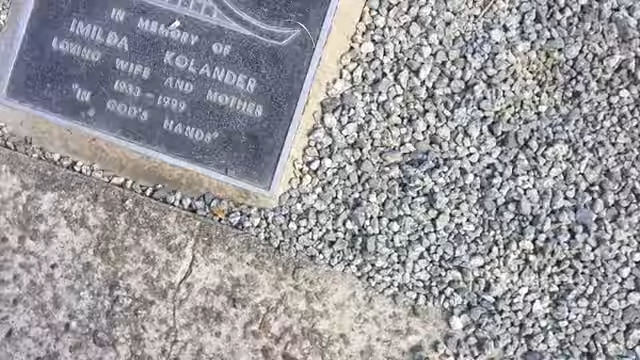 IN MEMORY OF
IMILDA KOLANDER
LOVING WIFE AND MOTHER
1933-1999
"IN GOD'S HANDS"